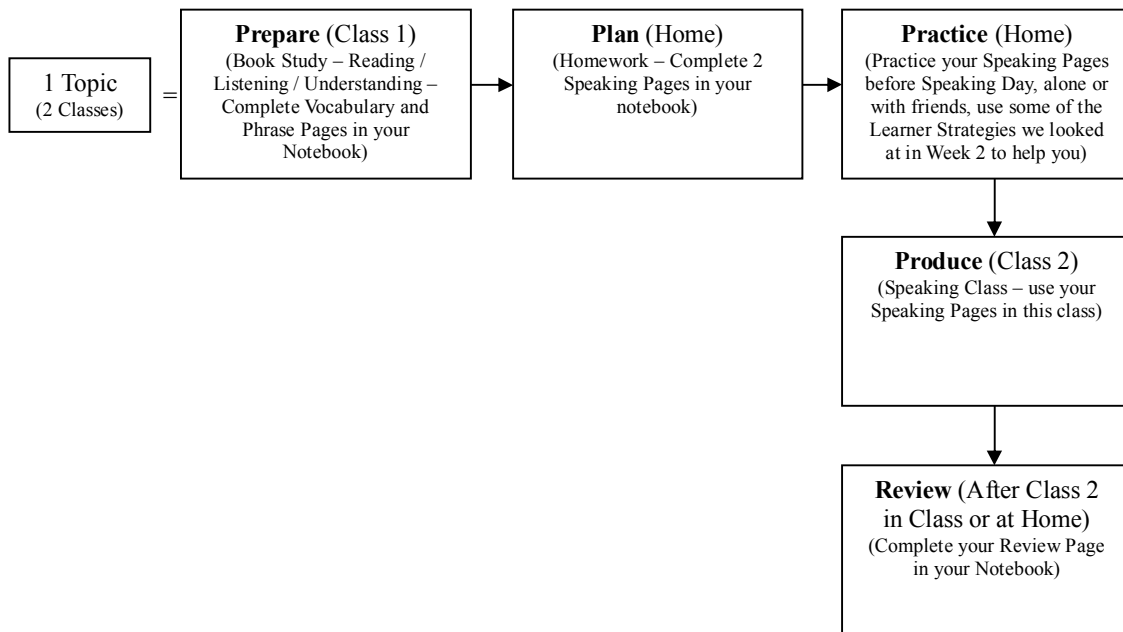 1 Topic
(2 Classes)
=
Prepare (Class 1)
(Book Study – Reading /
Listening / Understanding –
Complete Vocabulary and
Phrase Pages in your
Notebook)
Plan (Home)
(Homework – Complete 2
Speaking Pages in your
notebook)
Practice (Home)
(Practice your Speaking Pages
before Speaking Day, alone or
with friends, use some of the
Learner Strategies we looked
at in Week 2 to help you)
Produce (Class 2)
(Speaking Class – use your
Speaking Pages in this class)
Review (After Class 2
in Class or at Home)
(Complete your Review Page
in your Notebook)